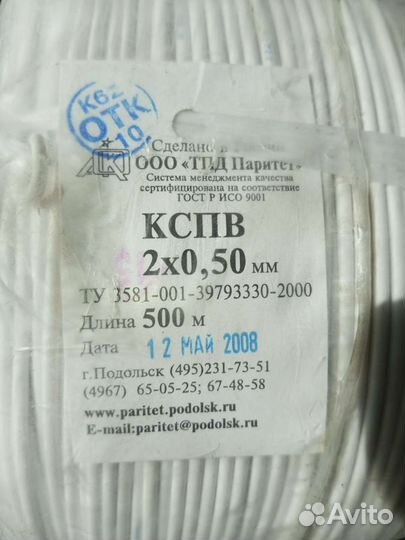 К62
ОТК
10
Сделано в
ООО «ТПД Паритет»
Система менеджмента качества
сертифицирована на соответствие
ГОСТ Р ИСО 9001
КСПВ
2х0,50 мм
ТУ 3581-001-39793330-2000
Длина 500 м
Дата 12 МАЙ 2008
г.Подольск (495)231-73-51
(4967) 65-05-25; 67-48-58
www.paritet.podolsk.ru
E-mail:paritet@podolsk.ru
Avito